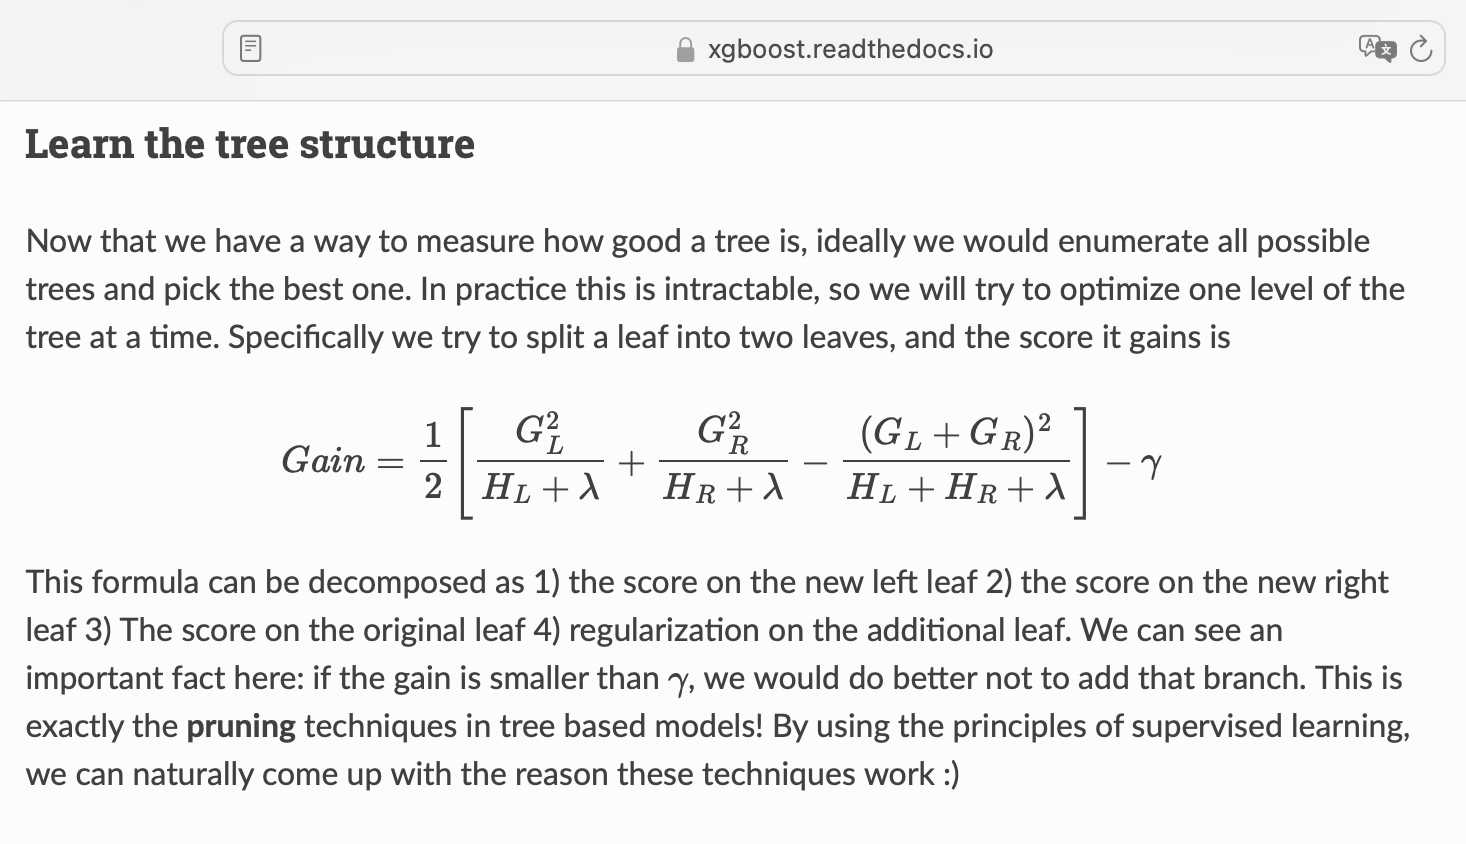 xgboost.readthedocs.io
Learn the tree structure
Now that we have a way to measure how good a tree is, ideally we would enumerate all possible
trees and pick the best one. In practice this is intractable, so we will try to optimize one level of the
tree at a time. Specifically we try to split a leaf into two leaves, and the score it gains is
Gain = \frac{1}{2} \left[ \frac{G_L^2}{H_L + λ} + \frac{G_R^2}{H_R + λ} − \frac{(G_L + G_R)^2}{H_L + H_R + λ} \right] − γ
This formula can be decomposed as 1) the score on the new left leaf 2) the score on the new right
leaf 3) The score on the original leaf 4) regularization on the additional leaf. We can see an
important fact here: if the gain is smaller than γ, we would do better not to add that branch. This is
exactly the pruning techniques in tree based models! By using the principles of supervised learning,
we can naturally come up with the reason these techniques work :)